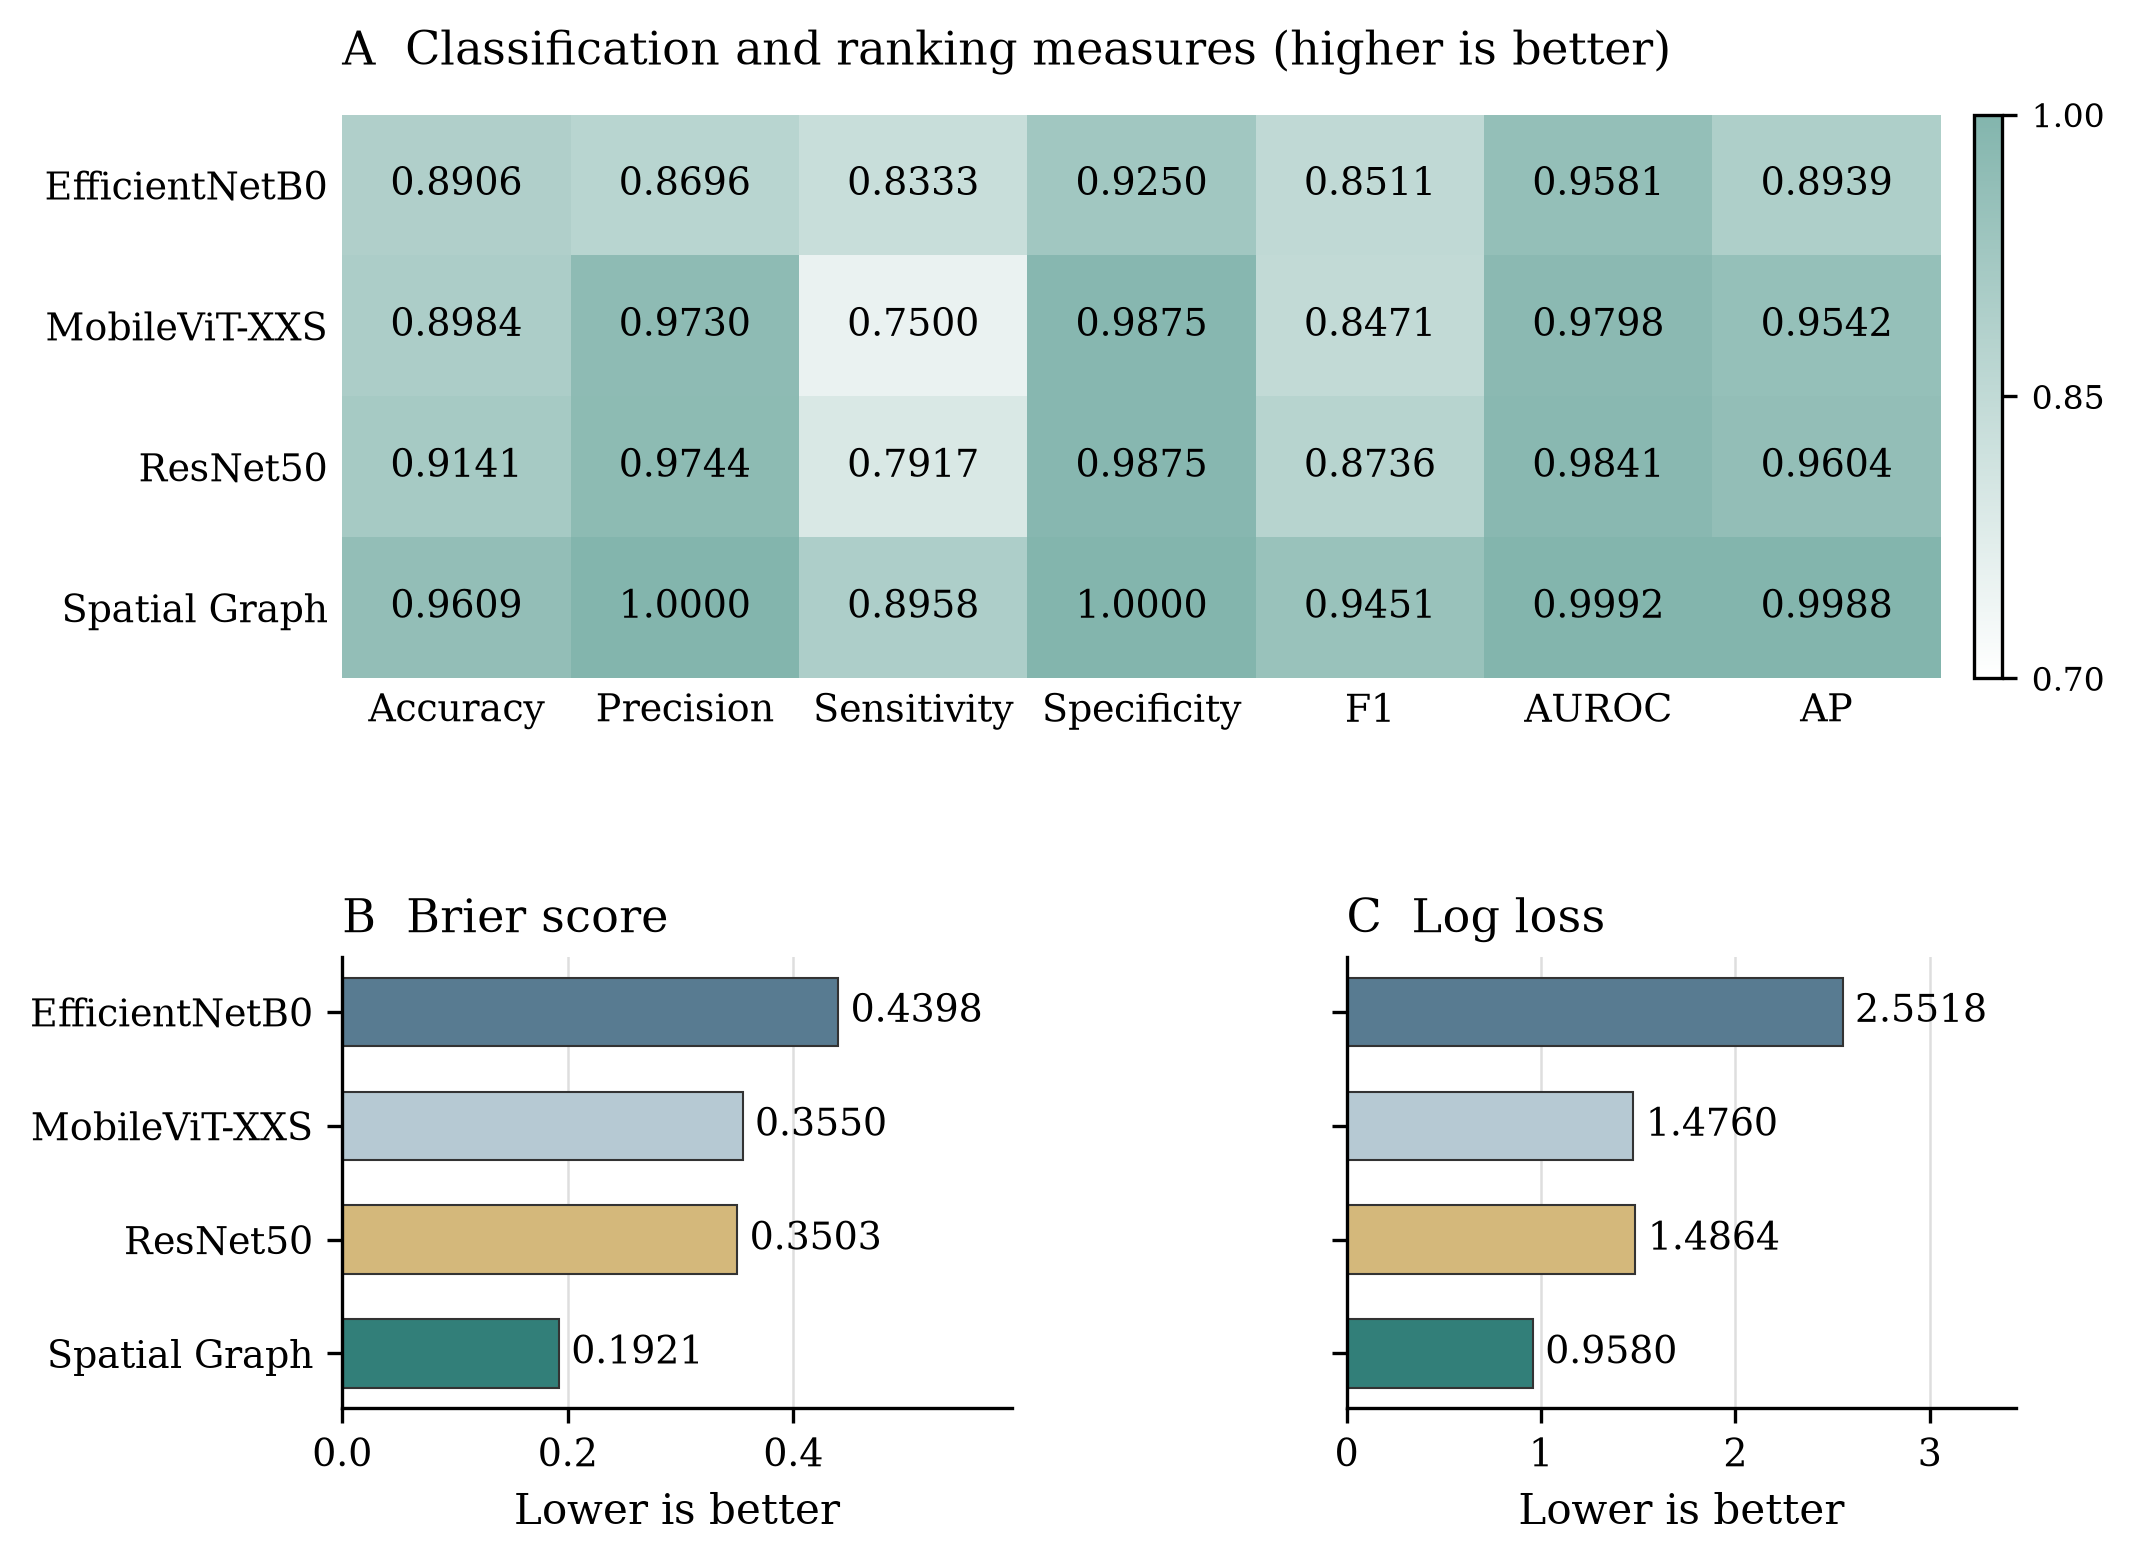 A Classification and ranking measures (higher is better)
1.00
EfficientNetB0 0.8906 0.8696 0.8333 0.9250 0.8511 0.9581 0.8939
MobileViT-XXS 0.8984 0.9730 0.7500 0.9875 0.8471 0.9798 0.9542
0.85
ResNet50 0.9141 0.9744 0.7917 0.9875 0.8736 0.9841 0.9604
Spatial Graph 0.9609 1.0000 0.8958 1.0000 0.9451 0.9992 0.9988
0.70
Accuracy Precision Sensitivity Specificity F1 AUROC AP
B Brier score
EfficientNetB0 0.4398
MobileViT-XXS 0.3550
ResNet50 0.3503
Spatial Graph 0.1921
0.0 0.2 0.4
Lower is better
C Log loss
2.5518
1.4760
1.4864
0.9580
0 1 2 3
Lower is better